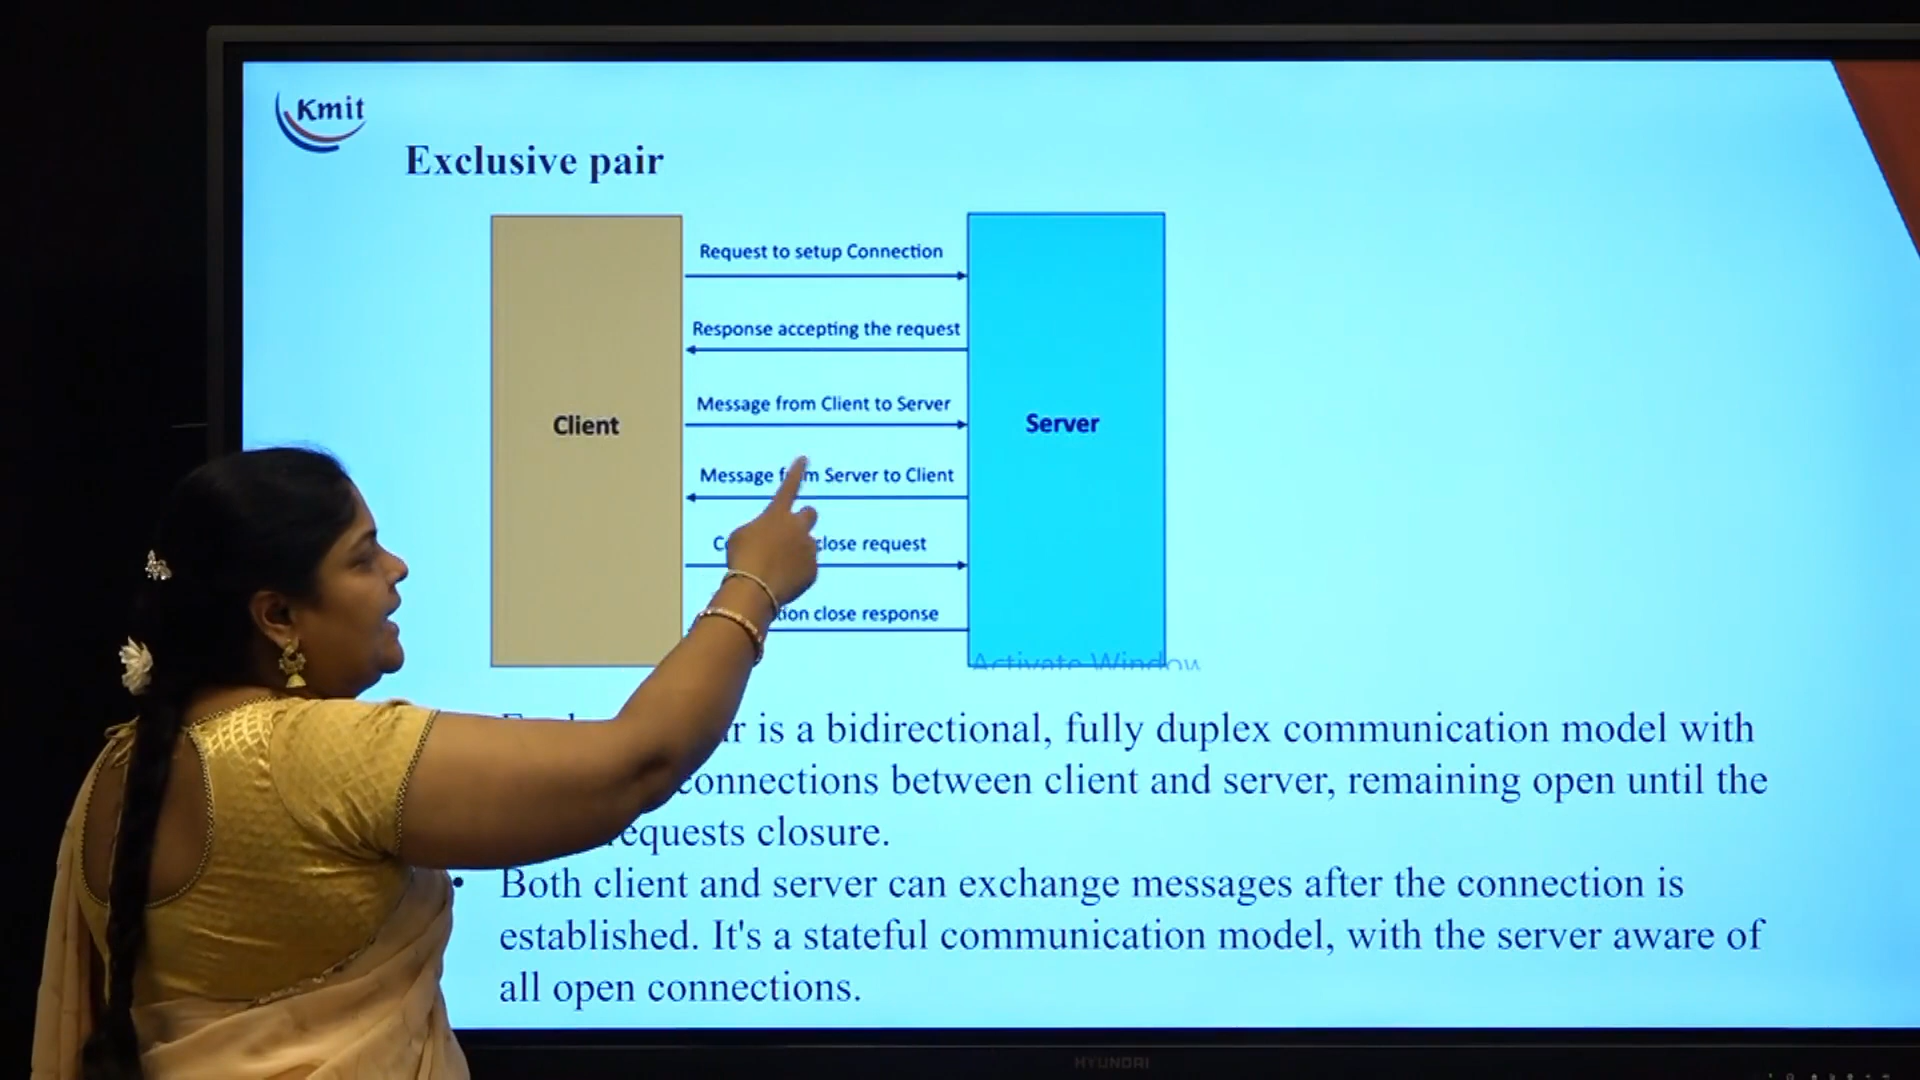 Kmit
Exclusive pair
Request to setup Connection
Response accepting the request
Message from Client to Server
Client
Server
Message Server to Client
close request
close response
Activate Window
is a bidirectional, fully duplex communication model with
connections between client and server, remaining open until the
requests closure.
• Both client and server can exchange messages after the connection is
established. It's a stateful communication model, with the server aware of
all open connections.
HYUNDAI